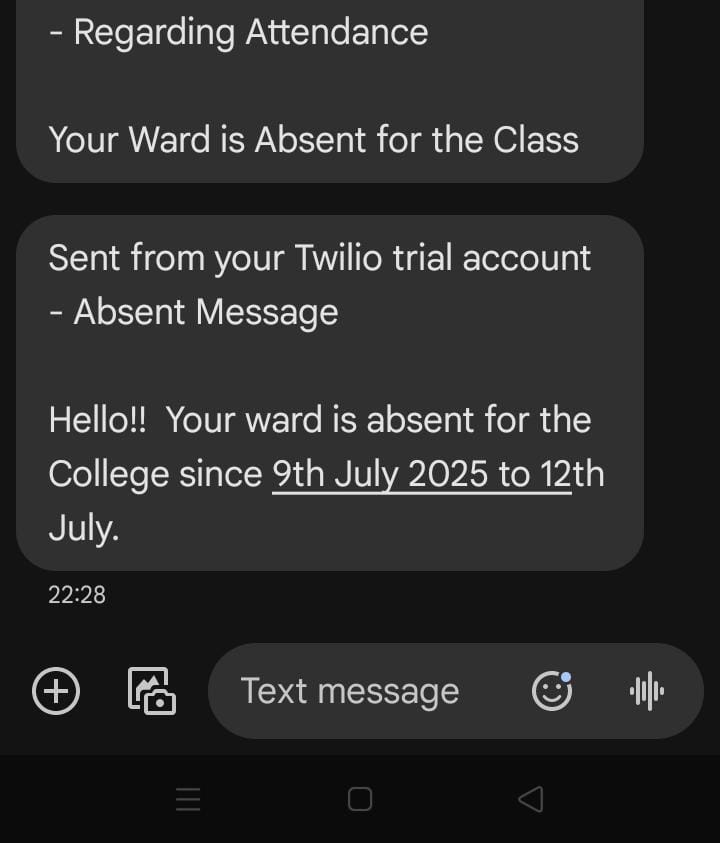 - Regarding Attendance
Your Ward is Absent for the Class
Sent from your Twilio trial account
- Absent Message
Hello!!  Your ward is absent for the
College since 9th July 2025 to 12th
July.
22:28
Text message